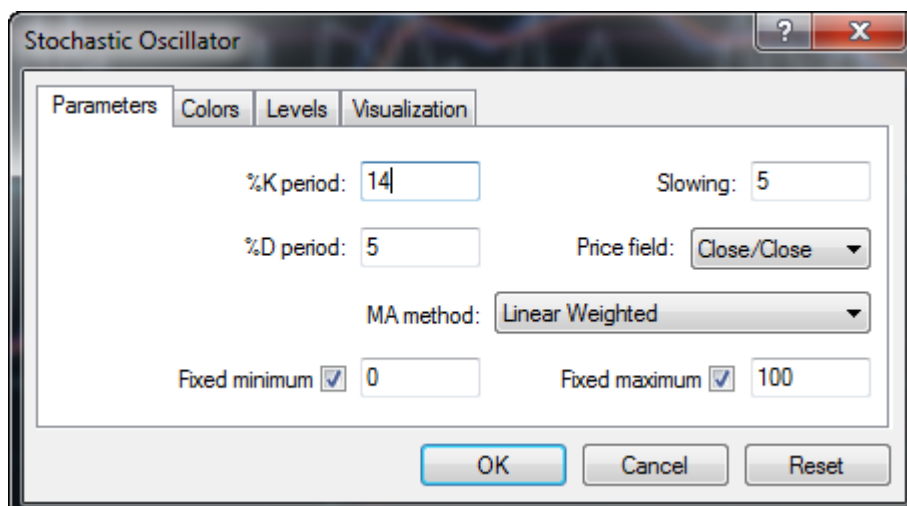 Stochastic Oscillator ? X
Parameters Colors Levels Visualization
%K period: 14 Slowing: 5
%D period: 5 Price field: Close/Close
MA method: Linear Weighted
Fixed minimum 0 Fixed maximum 100
OK Cancel Reset